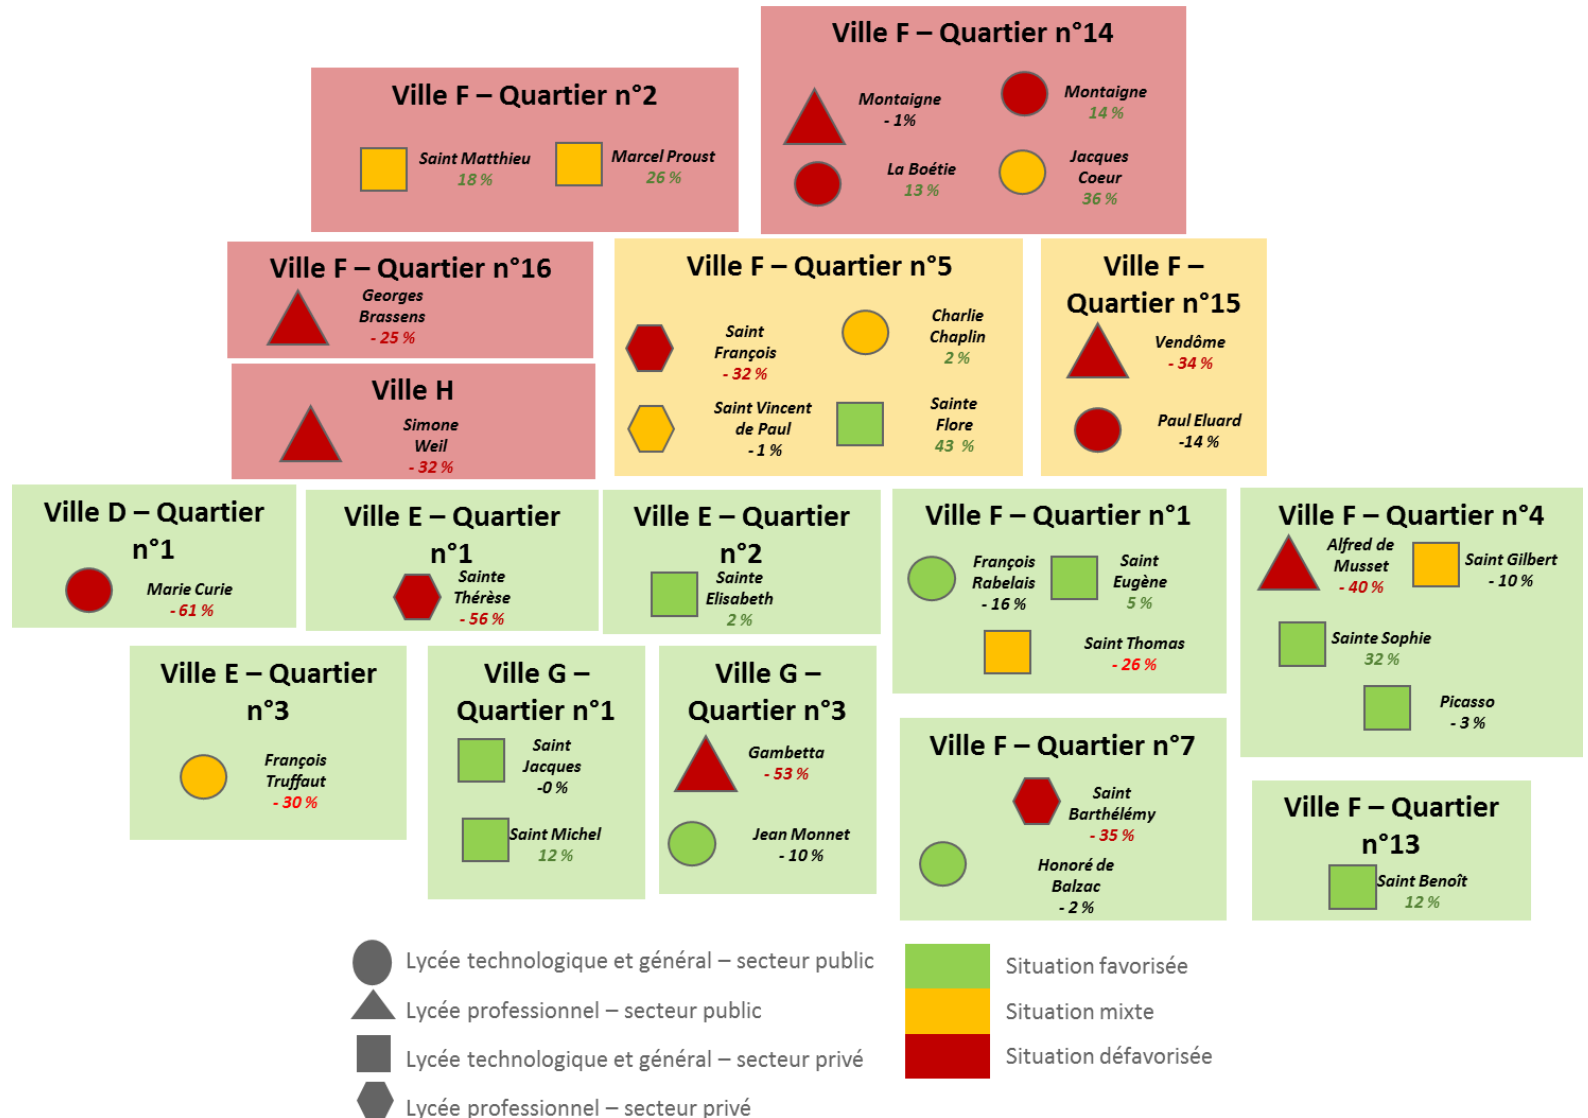 Ville F – Quartier n°2
Saint Matthieu
18 %
Marcel Proust
26 %
Ville F – Quartier n°14
Montaigne
- 1%
Montaigne
14 %
La Boétie
13 %
Jacques
Coeur
36 %
Ville F – Quartier n°16
Georges
Brassens
- 25 %
Ville H
Simone
Weil
- 32 %
Ville F – Quartier n°5
Saint
François
- 32 %
Charlie
Chaplin
2 %
Saint Vincent
de Paul
- 1 %
Sainte
Flore
43 %
Ville F –
Quartier n°15
Vendôme
- 34 %
Paul Eluard
-14 %
Ville D – Quartier
n°1
Marie Curie
- 61 %
Ville E – Quartier
n°1
Sainte
Thérèse
- 56 %
Ville E – Quartier
n°2
Sainte
Elisabeth
2 %
Ville F – Quartier n°1
François
Rabelais
- 16 %
Saint
Eugène
5 %
Saint Thomas
- 26 %
Ville F – Quartier n°4
Alfred de
Musset
- 40 %
Saint Gilbert
- 10 %
Sainte Sophie
32 %
Picasso
- 3 %
Ville E – Quartier
n°3
François
Truffaut
- 30 %
Ville G –
Quartier n°1
Saint
Jacques
-0 %
Saint Michel
12 %
Ville G –
Quartier n°3
Gambetta
- 53 %
Jean Monnet
- 10 %
Ville F – Quartier n°7
Saint
Barthélémy
- 35 %
Honoré de
Balzac
- 2 %
Ville F – Quartier
n°13
Saint Benoît
12 %
Lycée technologique et général – secteur public
Lycée professionnel – secteur public
Lycée technologique et général – secteur privé
Lycée professionnel – secteur privé
Situation favorisée
Situation mixte
Situation défavorisée